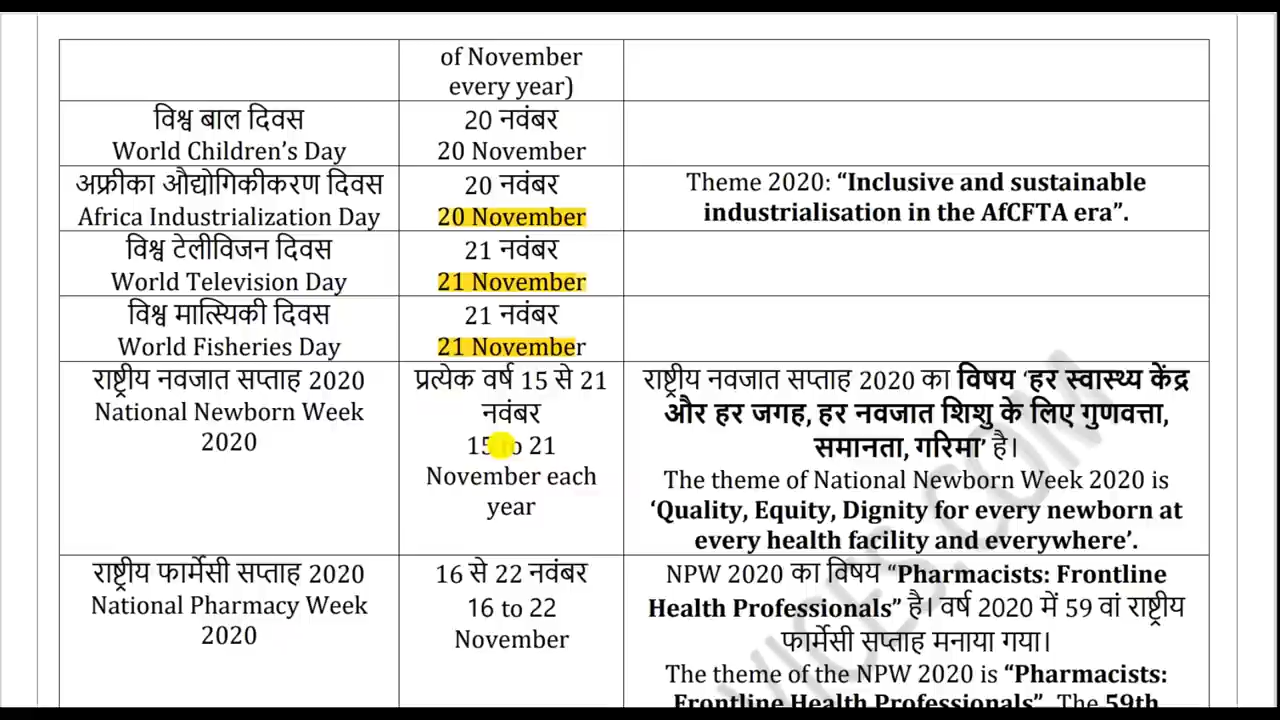 of November
every year)
विश्व बाल दिवस
World Children's Day
20 नवंबर
20 November
अफ्रीका औद्योगिकीकरण दिवस
Africa Industrialization Day
20 नवंबर
20 November
Theme 2020: “Inclusive and sustainable
industrialisation in the AfCFTA era”.
विश्व टेलीविजन दिवस
World Television Day
21 नवंबर
21 November
विश्व मात्स्यिकी दिवस
World Fisheries Day
21 नवंबर
21 November
राष्ट्रीय नवजात सप्ताह 2020
National Newborn Week
2020
प्रत्येक वर्ष 15 से 21
नवंबर
15 to 21
November each
year
राष्ट्रीय नवजात सप्ताह 2020 का विषय ‘हर स्वास्थ्य केंद्र
और हर जगह, हर नवजात शिशु के लिए गुणवत्ता,
समानता, गरिमा’ है।
The theme of National Newborn Week 2020 is
‘Quality, Equity, Dignity for every newborn at
every health facility and everywhere’.
राष्ट्रीय फार्मेसी सप्ताह 2020
National Pharmacy Week
2020
16 से 22 नवंबर
16 to 22
November
NPW 2020 का विषय “Pharmacists: Frontline
Health Professionals” है। वर्ष 2020 में 59 वां राष्ट्रीय
फार्मेसी सप्ताह मनाया गया।
The theme of the NPW 2020 is “Pharmacists:
Frontline Health Professionals”. The 59th